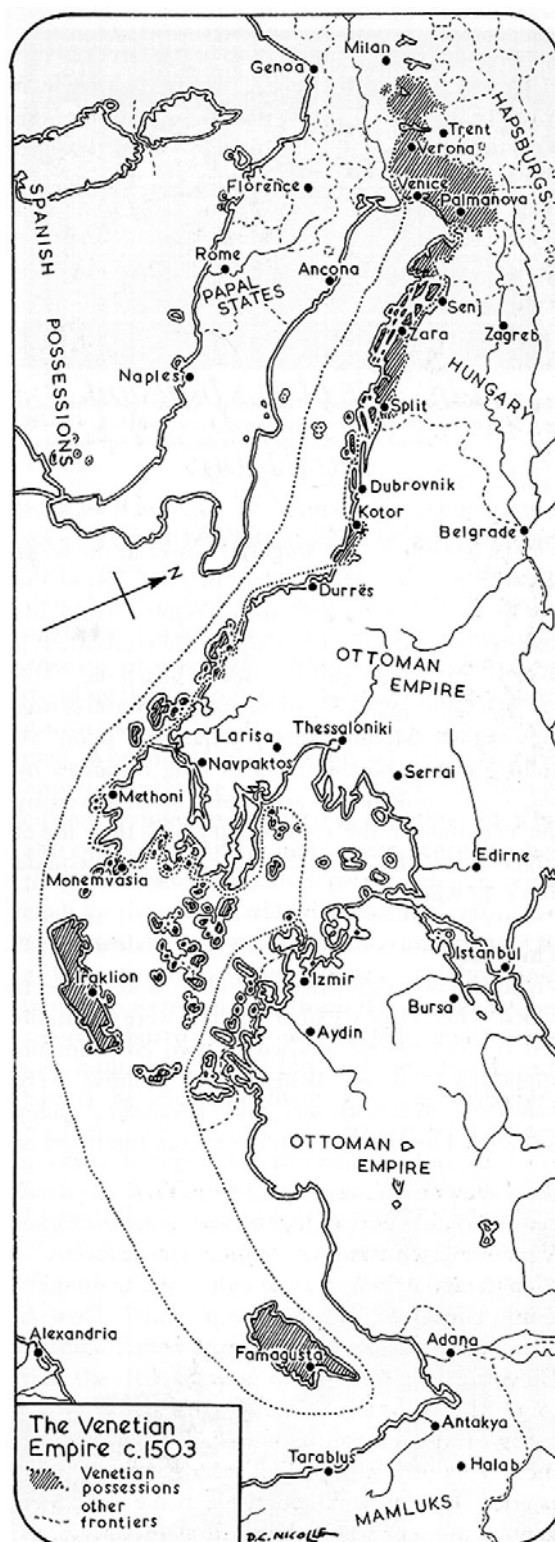 Milan
Genoa
HAPSBURGS
Trent
Verona
SPANISH
POSSESSIONS
Florence
Venice
Palmanova
Rome
PAPAL
STATES
Ancona
Senj
Zara
Zagreb
HUNGARY
Naples
Split
Dubrovnik
Kotor
Belgrade
N
Durrës
OTTOMAN
EMPIRE
Larisa
Thessaloniki
Navpaktos
Serrai
Methoni
Edirne
Monemvasia
Istanbul
Iraklion
Izmir
Bursa
Aydin
OTTOMAN
EMPIRE
Alexandria
Adana
Famagusta
Antakya
Tarablus
Halab
MAMLUKS
The Venetian
Empire c.1503
Venetian
possessions
other
frontiers
D.C. NICOLLE